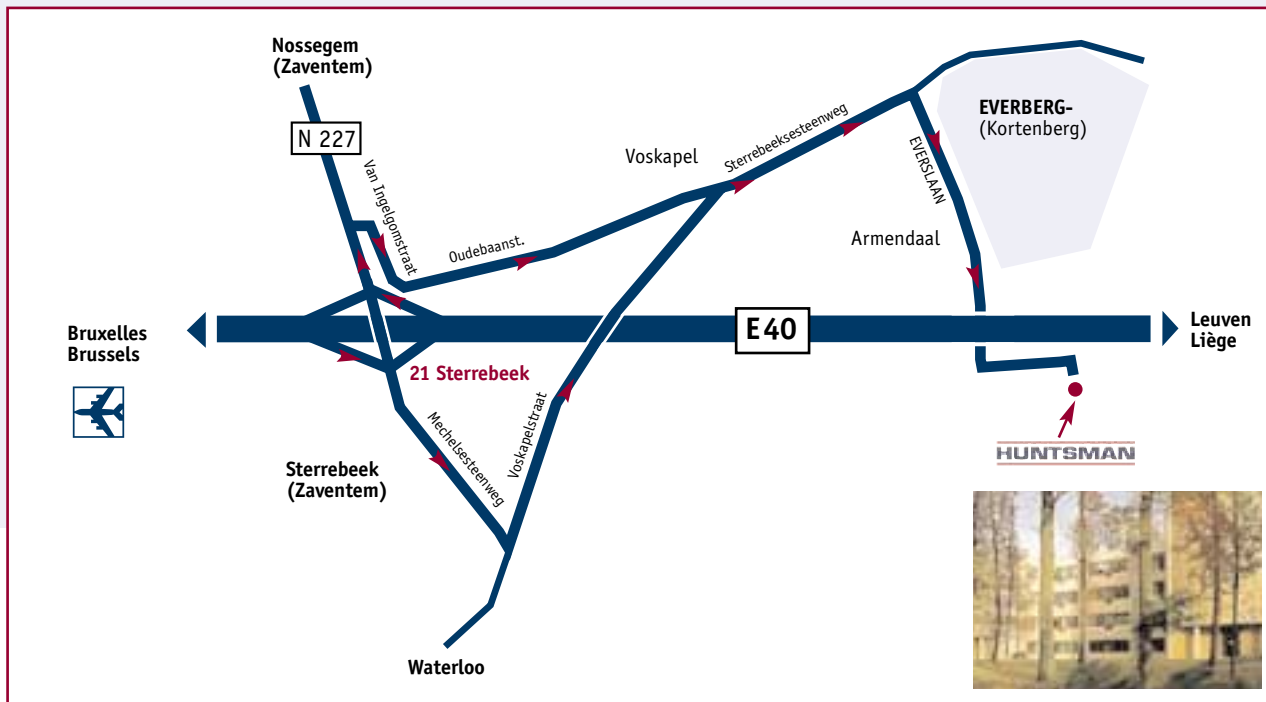 Nossegem
(Zaventem)
N 227
Van Ingelgomstraat
Oudebaanst.
Voskapel
Sterrebeeksesteenweg
EVERBERG-
(Kortenberg)
EVERSLAAN
Armendaal
Bruxelles
Brussels
E40
Leuven
Liège
21 Sterrebeek
Mechelsesteenweg
Voskapelstraat
Sterrebeek
(Zaventem)
HUNTSMAN
Waterloo